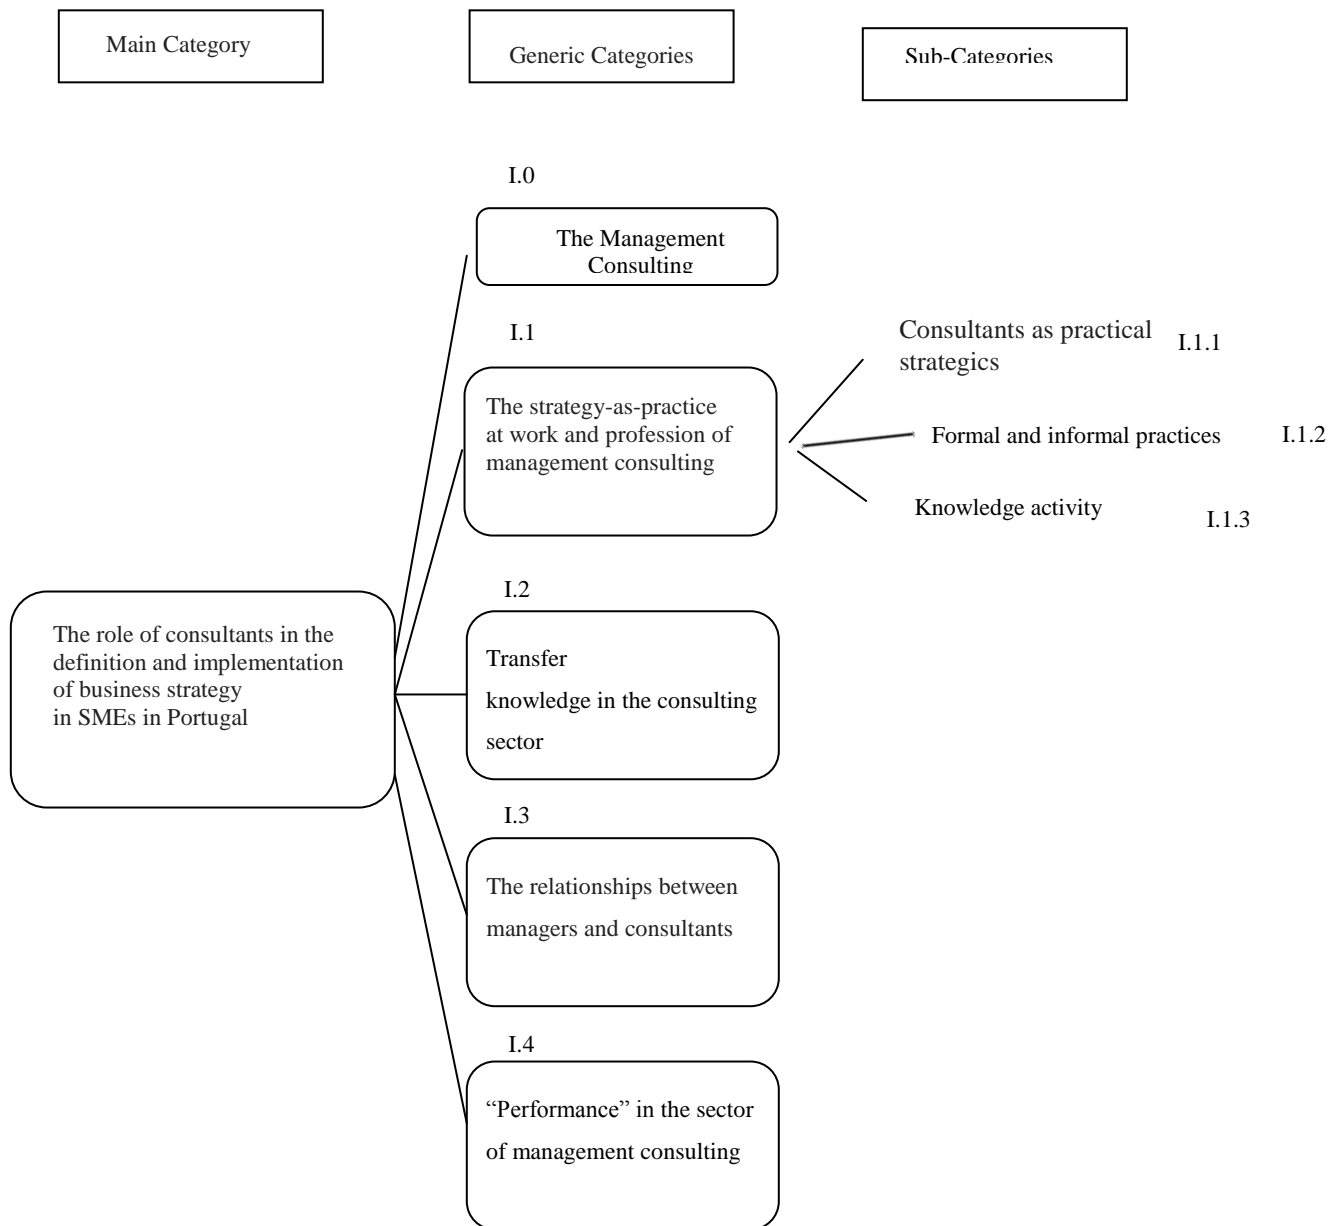 Main Category
Generic Categories
Sub-Categories
I.0
The Management
Consulting
I.1
The strategy-as-practice
at work and profession of
management consulting
Consultants as practical
strategics
I.1.1
Formal and informal practices
I.1.2
Knowledge activity
I.1.3
The role of consultants in the
definition and implementation
of business strategy
in SMEs in Portugal
I.2
Transfer
knowledge in the consulting
sector
I.3
The relationships between
managers and consultants
I.4
“Performance” in the sector
of management consulting